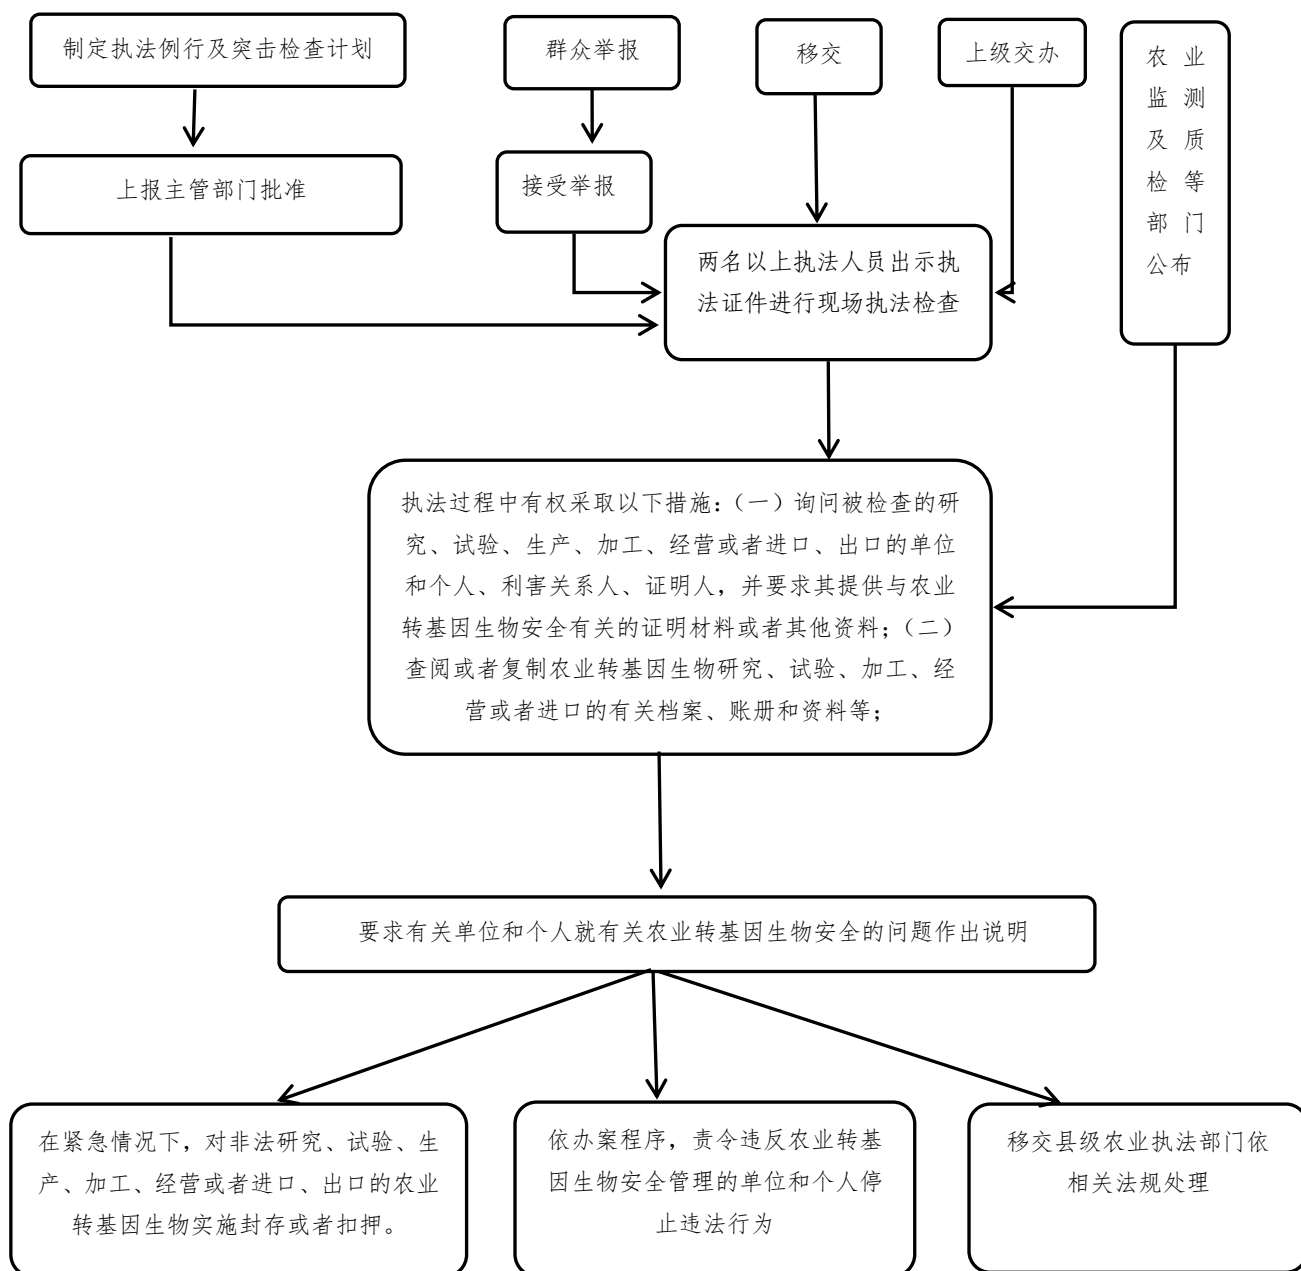 制定执法例行及突击检查计划
群众举报
移交
上级交办
农业
监测
及质
检等
部门
公布
上报主管部门批准
接受举报
两名以上执法人员出示执
法证件进行现场执法检查
执法过程中有权采取以下措施：（一）询问被检查的研
究、试验、生产、加工、经营或者进口、出口的单位
和个人、利害关系人、证明人，并要求其提供与农业
转基因生物安全有关的证明材料或者其他资料；（二）
查阅或者复制农业转基因生物研究、试验、加工、经
营或者进口的有关档案、账册和资料等；
要求有关单位和个人就有关农业转基因生物安全的问题作出说明
在紧急情况下，对非法研究、试验、生
产、加工、经营或者进口、出口的农业
转基因生物实施封存或者扣押。
依办案程序，责令违反农业转基
因生物安全管理的单位和个人停
止违法行为
移交县级农业执法部门依
相关法规处理